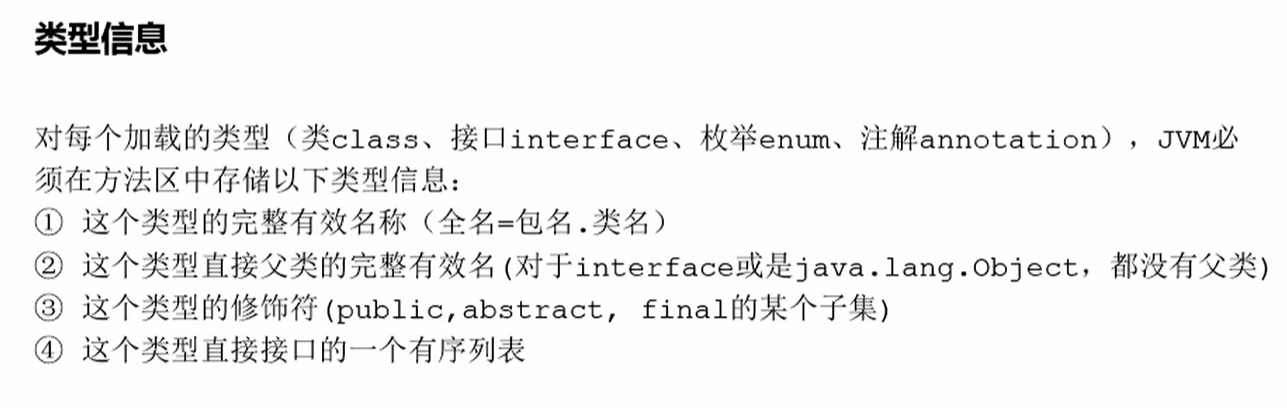 类型信息
对每个加载的类型（类class、接口interface、枚举enum、注解annotation），JVM必
须在方法区中存储以下类型信息：
① 这个类型的完整有效名称（全名=包名.类名）
② 这个类型直接父类的完整有效名(对于interface或是java.lang.Object，都没有父类)
③ 这个类型的修饰符(public,abstract, final的某个子集)
④ 这个类型直接接口的一个有序列表